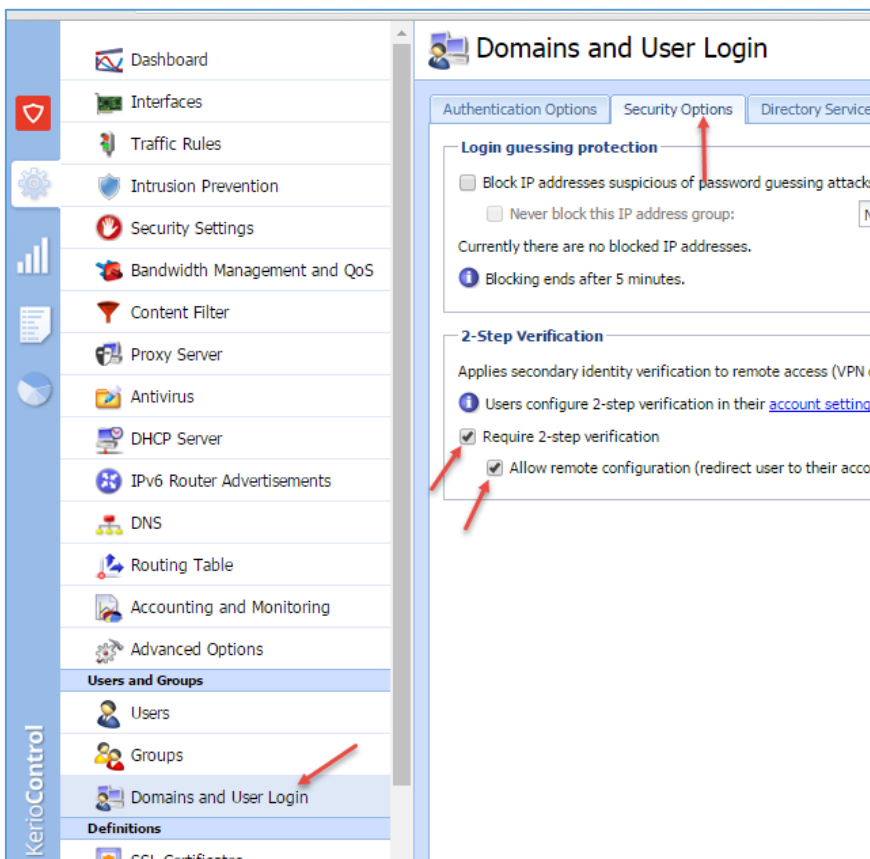 Dashboard
Interfaces
Traffic Rules
Intrusion Prevention
Security Settings
Bandwidth Management and QoS
Content Filter
Proxy Server
Antivirus
DHCP Server
IPv6 Router Advertisements
DNS
Routing Table
Accounting and Monitoring
Advanced Options
Users and Groups
Users
Groups
Domains and User Login
Definitions
SSL Certificates
KerioControl
Domains and User Login
Authentication Options Security Options Directory Service
Login guessing protection
Block IP addresses suspicious of password guessing attacks
Never block this IP address group:
Currently there are no blocked IP addresses.
Blocking ends after 5 minutes.
2-Step Verification
Applies secondary identity verification to remote access (VPN
Users configure 2-step verification in their account setting
Require 2-step verification
Allow remote configuration (redirect user to their acco